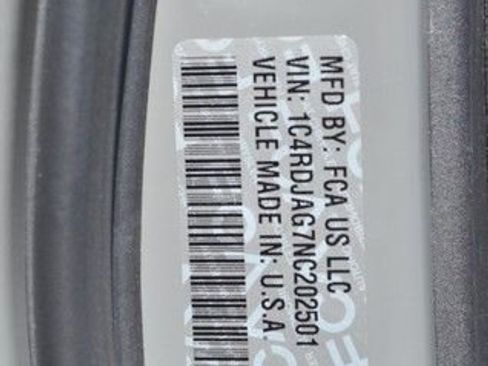 MFD BY: FCA US LLC
VIN: 1C4RDJAG7NC202501
VEHICLE MADE IN: U.S.A.